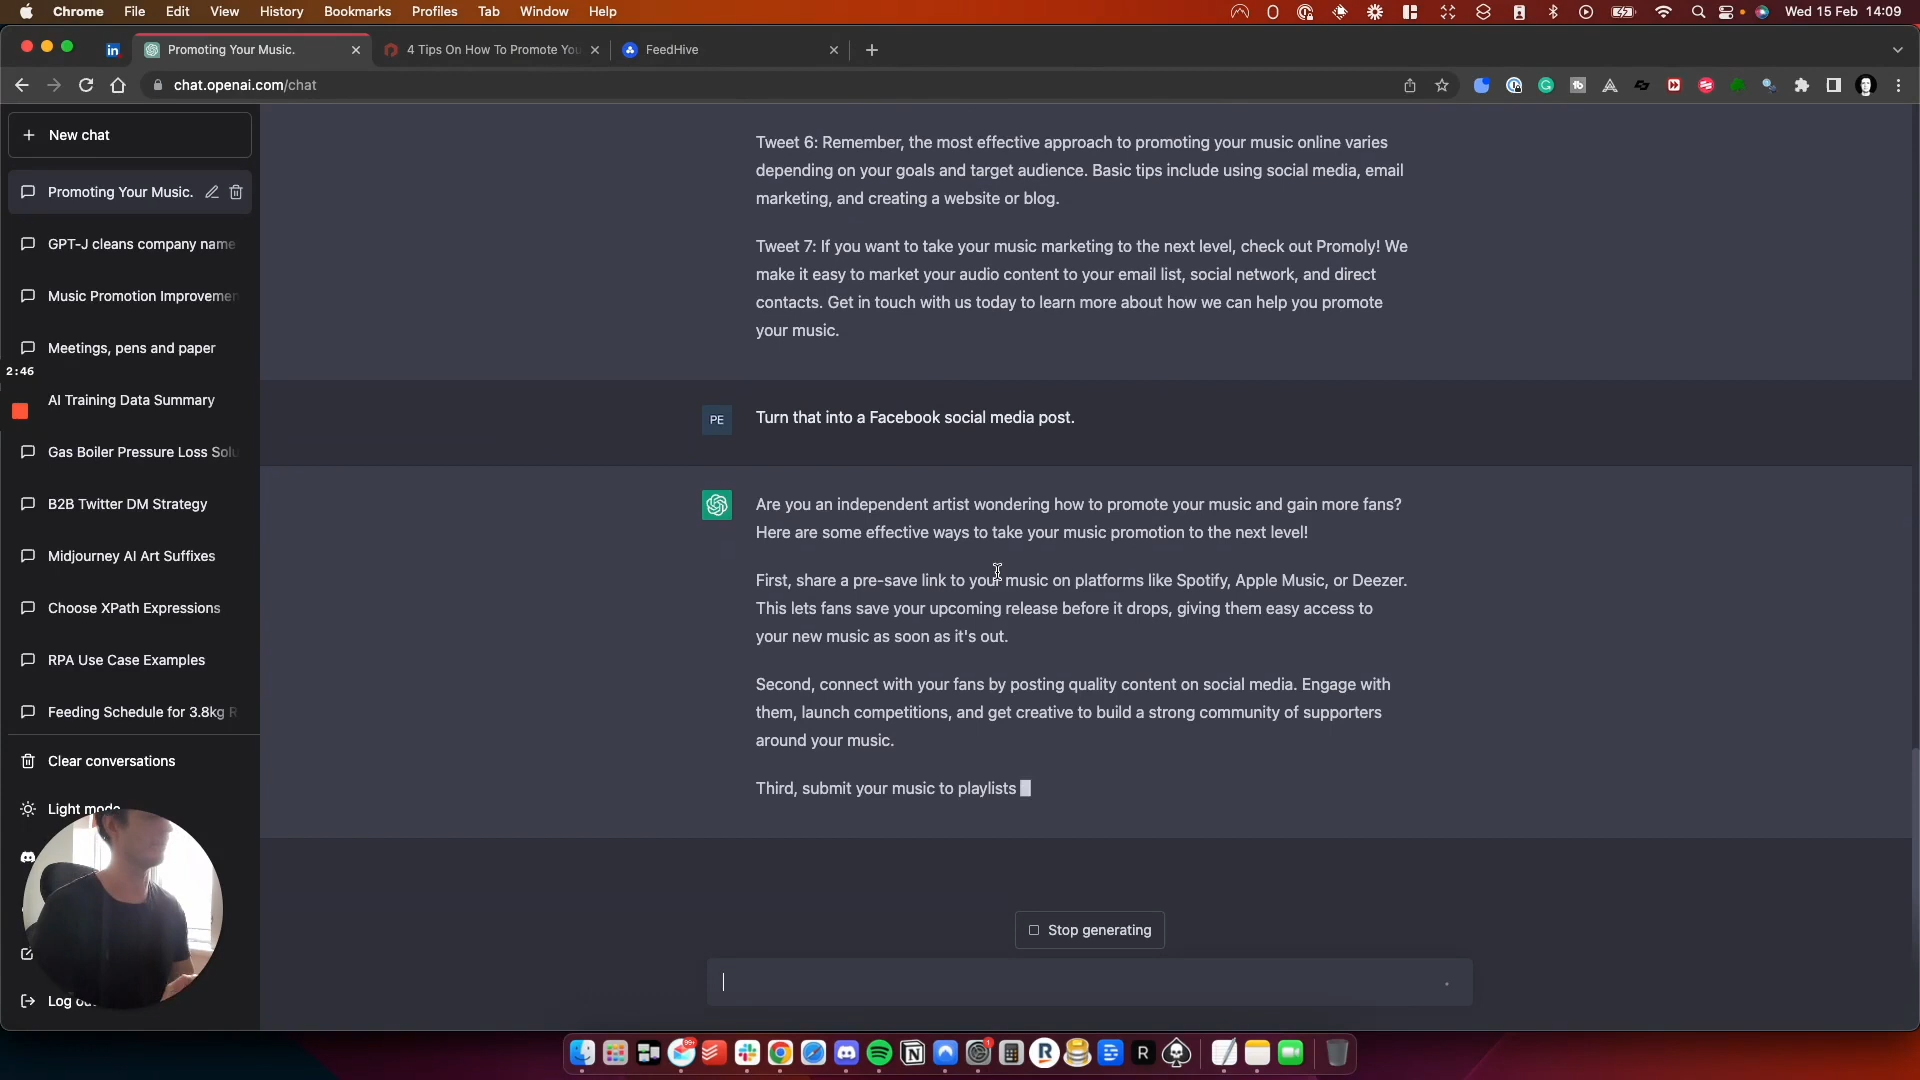 Chrome File Edit View History Bookmarks Profiles Tab Window Help
Wed 15 Feb 14:09
Promoting Your Music.
4 Tips On How To Promote You
FeedHive
chat.openai.com/chat
New chat
Promoting Your Music.
GPT-J cleans company name
Music Promotion Improvemen
Meetings, pens and paper
2:46
AI Training Data Summary
Gas Boiler Pressure Loss Solu
B2B Twitter DM Strategy
Midjourney AI Art Suffixes
Choose XPath Expressions
RPA Use Case Examples
Feeding Schedule for 3.8kg R
Clear conversations
Light mode
Log ou
Tweet 6: Remember, the most effective approach to promoting your music online varies
depending on your goals and target audience. Basic tips include using social media, email
marketing, and creating a website or blog.
Tweet 7: If you want to take your music marketing to the next level, check out Promoly! We
make it easy to market your audio content to your email list, social network, and direct
contacts. Get in touch with us today to learn more about how we can help you promote
your music.
PE
Turn that into a Facebook social media post.
Are you an independent artist wondering how to promote your music and gain more fans?
Here are some effective ways to take your music promotion to the next level!
First, share a pre-save link to your music on platforms like Spotify, Apple Music, or Deezer.
This lets fans save your upcoming release before it drops, giving them easy access to
your new music as soon as it's out.
Second, connect with your fans by posting quality content on social media. Engage with
them, launch competitions, and get creative to build a strong community of supporters
around your music.
Third, submit your music to playlists
Stop generating